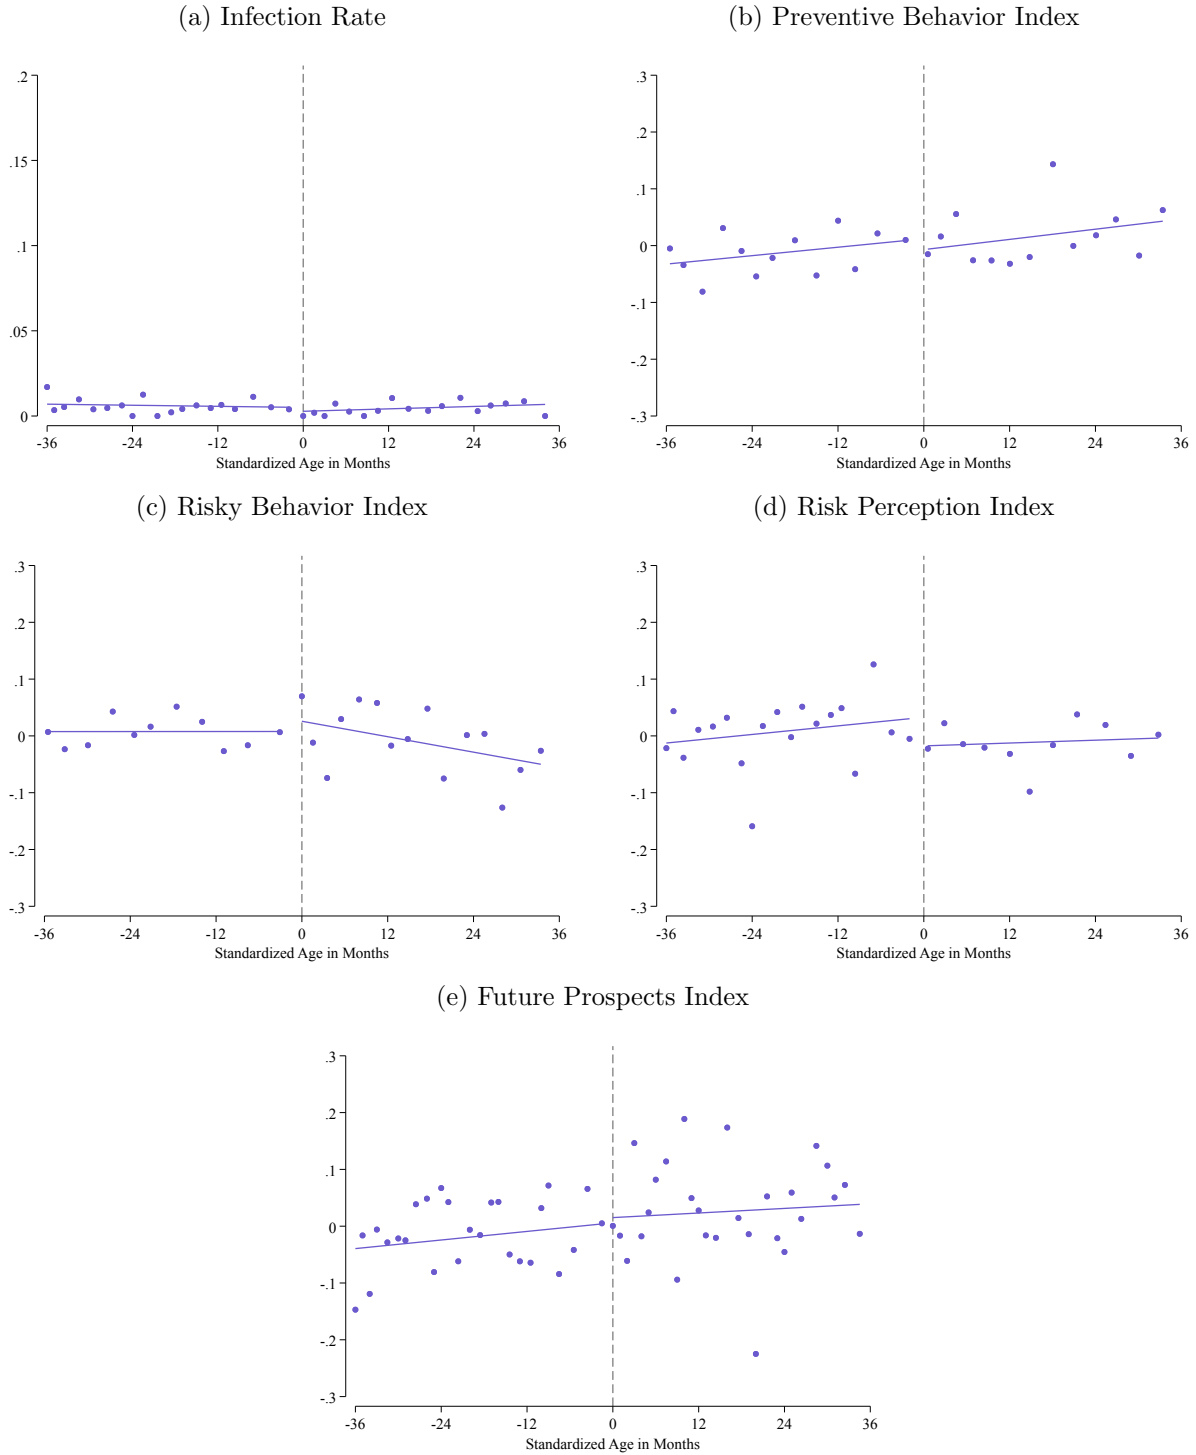 (a) Infection Rate
.2
.15
.1
.05
0
-36 -24 -12 0 12 24 36
Standardized Age in Months
(b) Preventive Behavior Index
.3
.2
.1
0
-.1
-.2
-.3
-36 -24 -12 0 12 24 36
Standardized Age in Months
(c) Risky Behavior Index
.3
.2
.1
0
-.1
-.2
-.3
-36 -24 -12 0 12 24 36
Standardized Age in Months
(d) Risk Perception Index
.3
.2
.1
0
-.1
-.2
-.3
-36 -24 -12 0 12 24 36
Standardized Age in Months
(e) Future Prospects Index
.3
.2
.1
0
-.1
-.2
-.3
-36 -24 -12 0 12 24 36
Standardized Age in Months